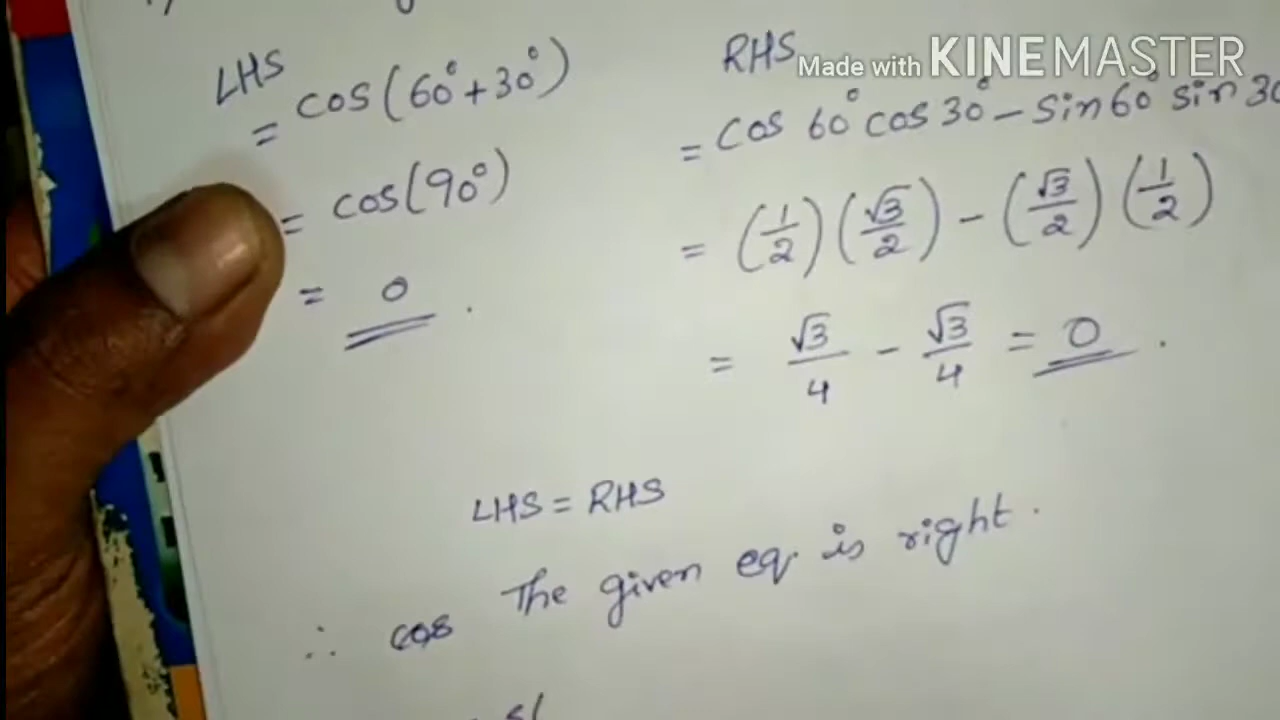 Made with KINEMASTER
LHS
= cos(60°+30°)
= cos(90°)
= 0 .
RHS
= cos 60° cos 30° - sin 60° sin 30
= (1/2)(√3/2) - (√3/2)(1/2)
= √3/4 - √3/4 = 0 .
LHS = RHS
∴ cos The given eq. is right .